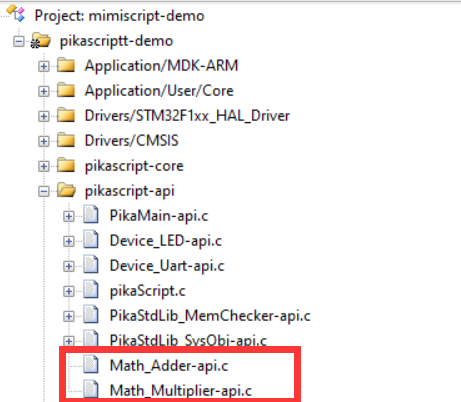 Project: mimiscript-demo
pikascriptt-demo
Application/MDK-ARM
Application/User/Core
Drivers/STM32F1xx_HAL_Driver
Drivers/CMSIS
pikascript-core
pikascript-api
PikaMain-api.c
Device_LED-api.c
Device_Uart-api.c
pikaScript.c
PikaStdLib_MemChecker-api.c
PikaStdLib_SysObj-api.c
Math_Adder-api.c
Math_Multiplier-api.c